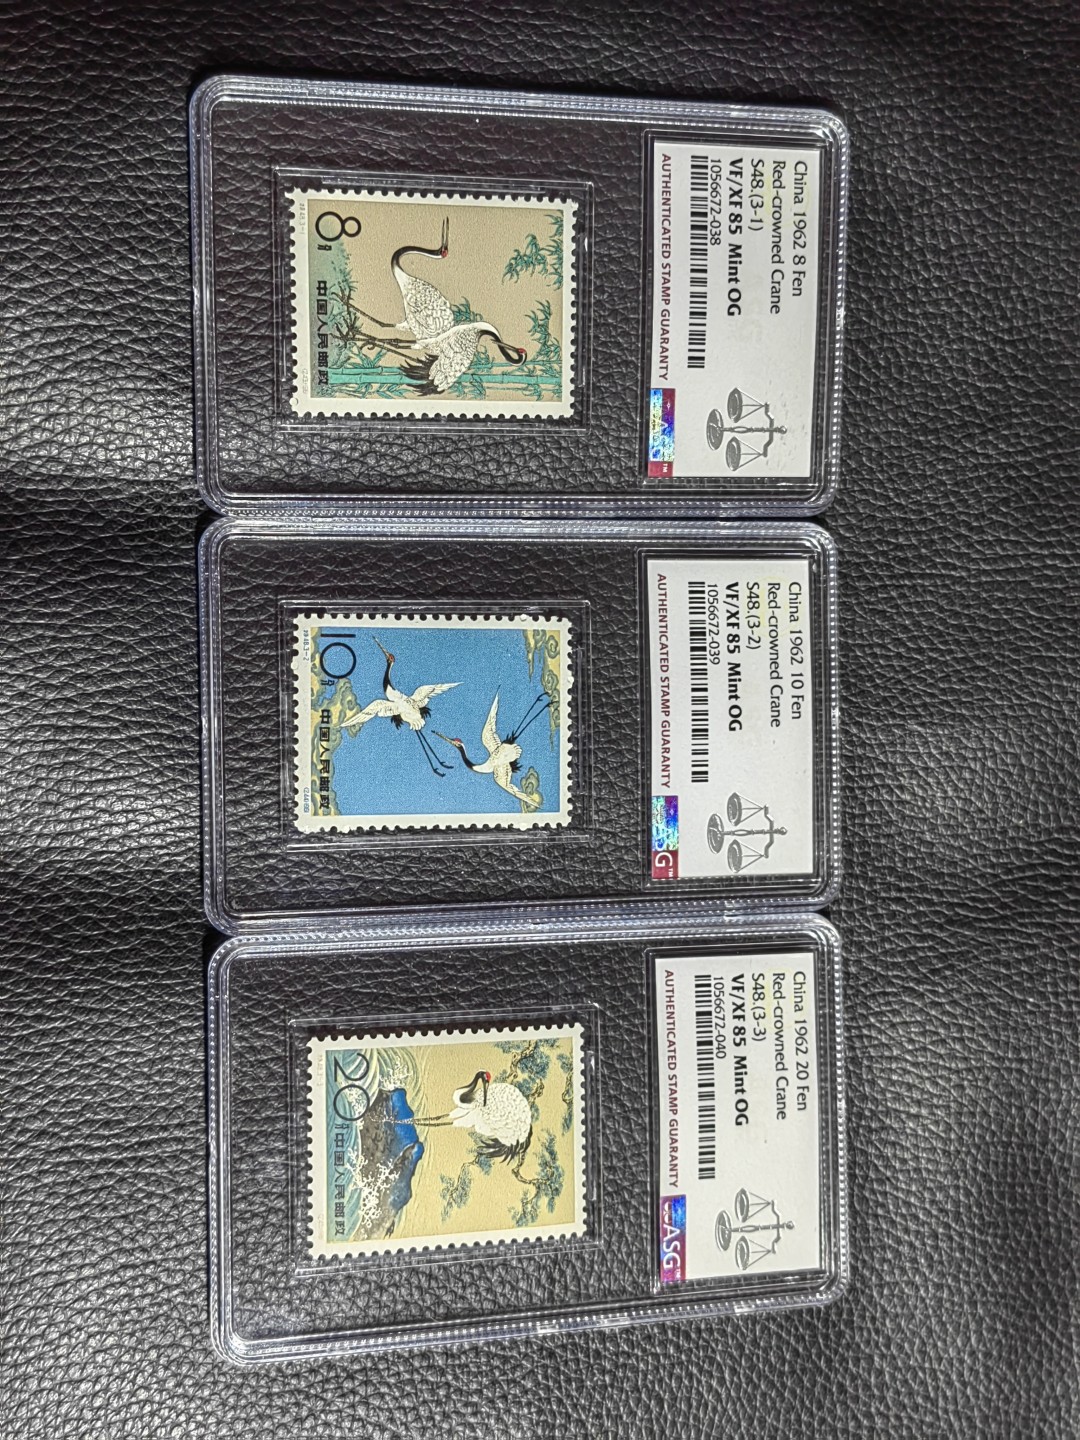 China 1962 8 Fen
Red-crowned Crane
S48.(3-1)
VF/XF 85 Mint OG
1056672-038
AUTHENTICATED STAMP GUARANTY
8分
中国人民邮政
China 1962 10 Fen
Red-crowned Crane
S48.(3-2)
VF/XF 85 Mint OG
1056672-039
AUTHENTICATED STAMP GUARANTY
ASG™
10分
中国人民邮政
China 1962 20 Fen
Red-crowned Crane
S48.(3-3)
VF/XF 85 Mint OG
1056672-040
AUTHENTICATED STAMP GUARANTY
ASG™
20分
中国人民邮政